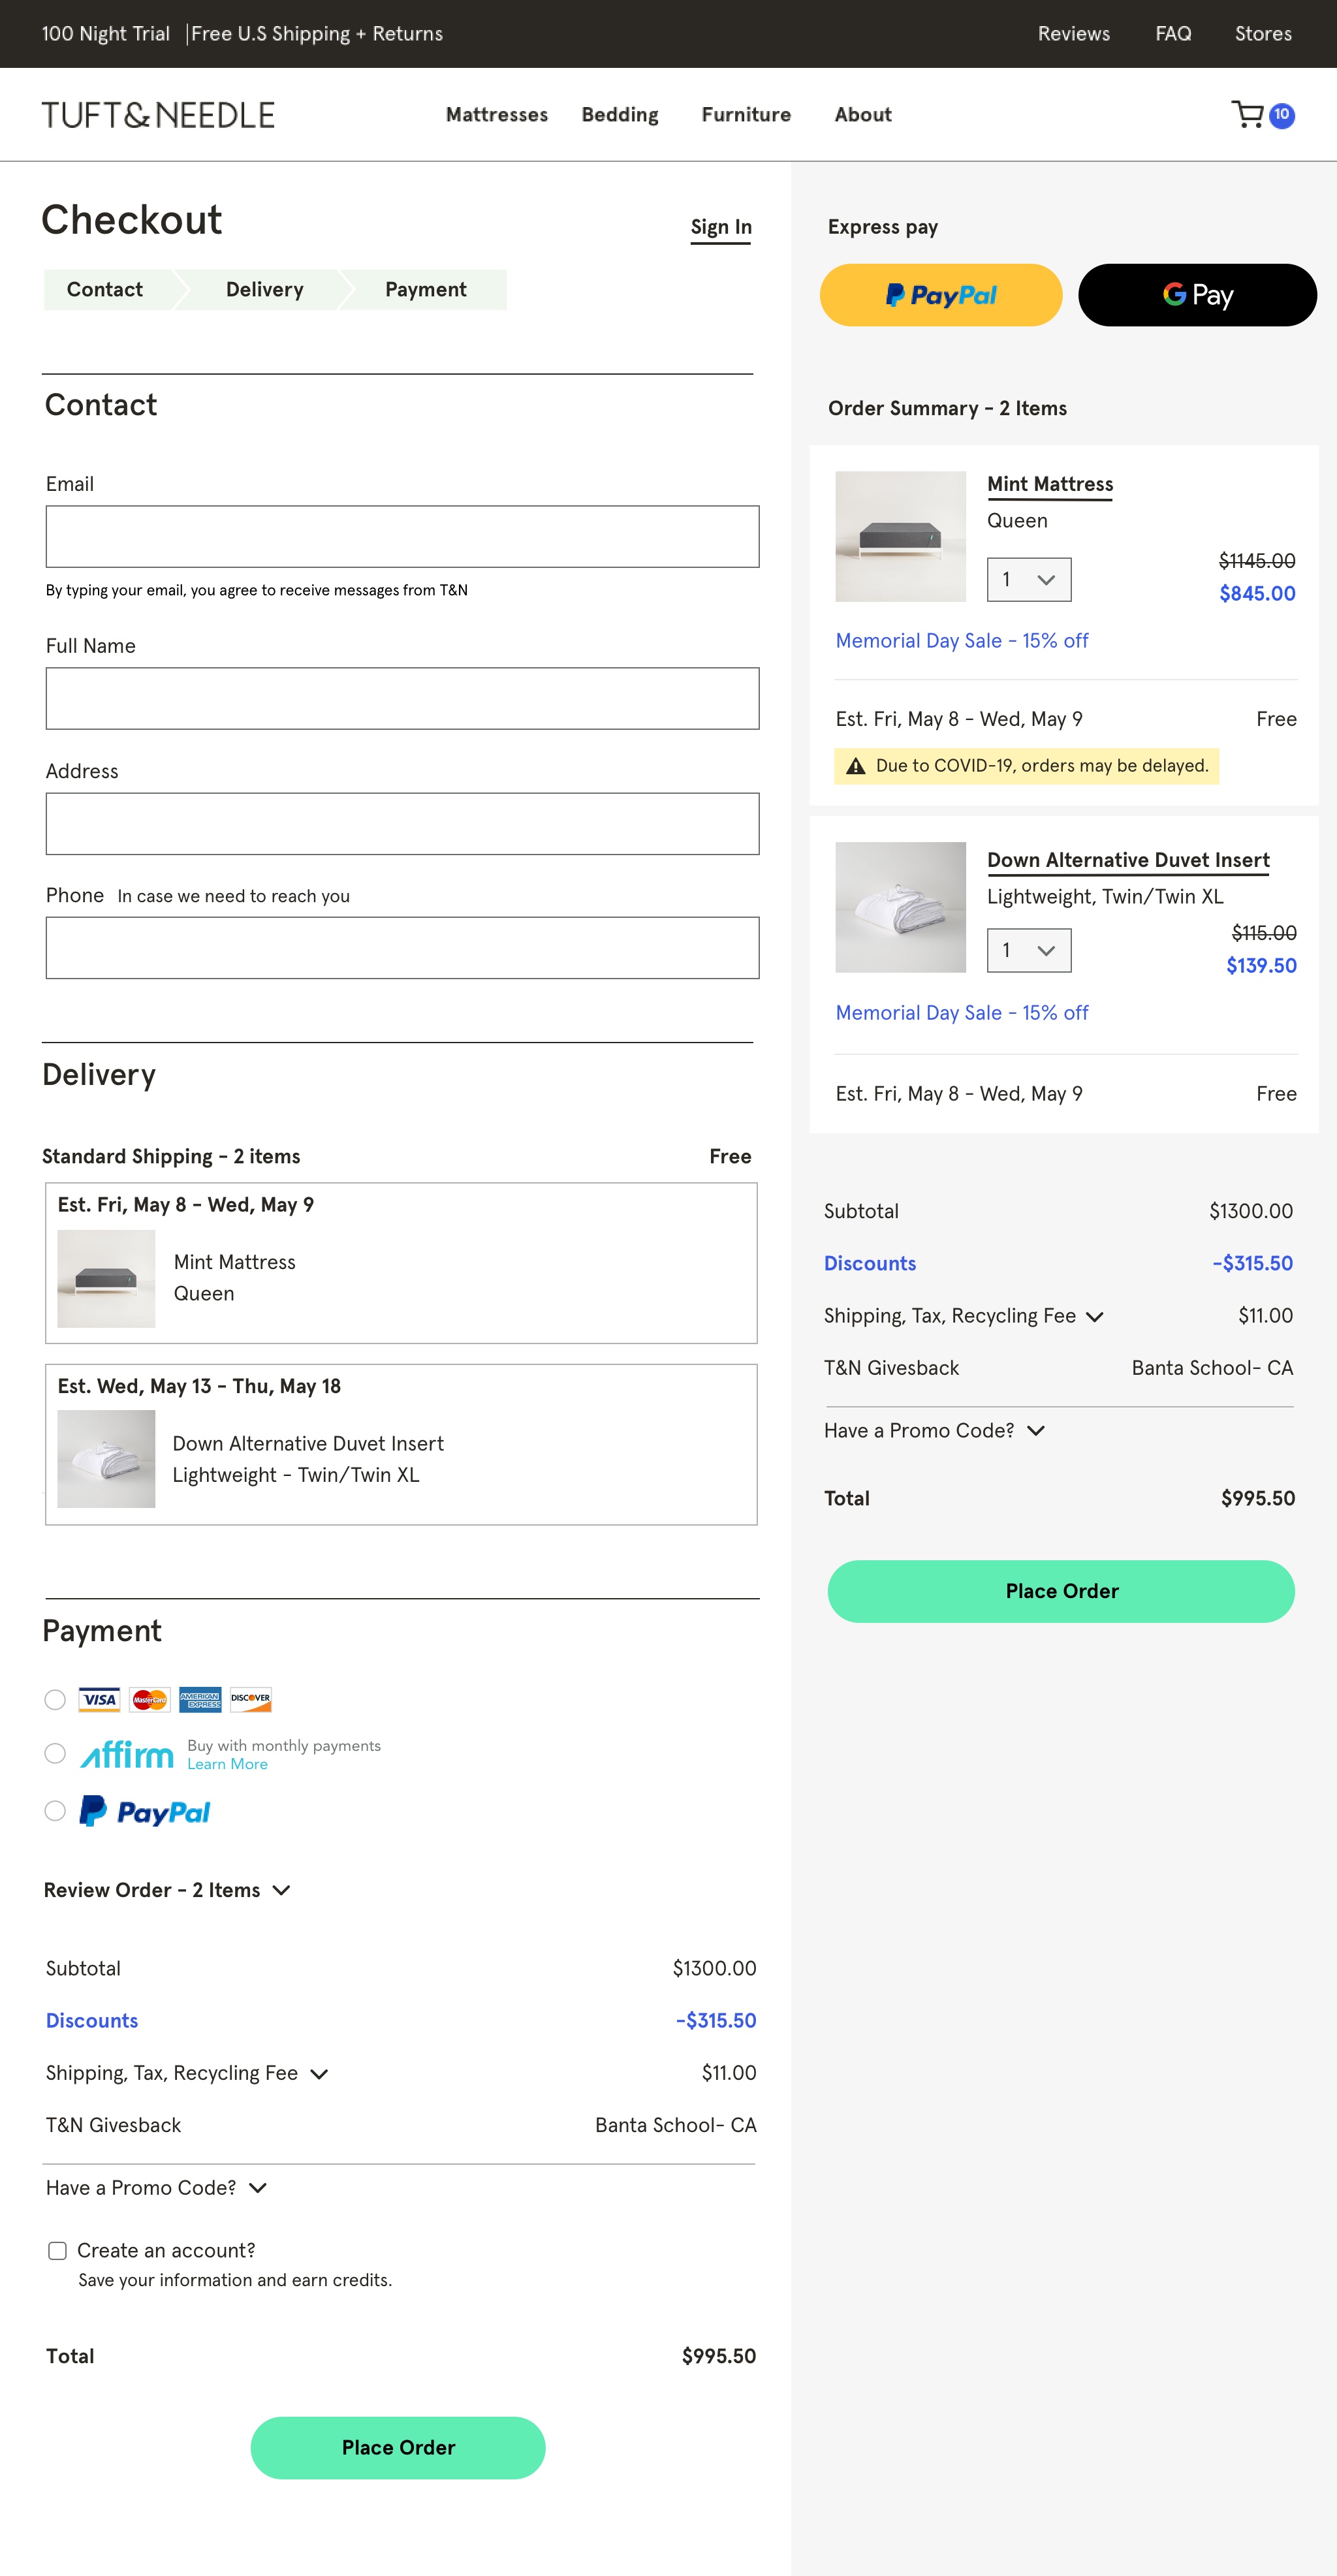 100 Night Trial |Free U.S Shipping + Returns
Reviews FAQ Stores
TUFT&NEEDLE
Mattresses Bedding Furniture About
10
Checkout
Sign In
Contact Delivery Payment
Contact
Email
By typing your email, you agree to receive messages from T&N
Full Name
Address
Phone In case we need to reach you
Delivery
Standard Shipping - 2 items Free
Est. Fri, May 8 - Wed, May 9
Mint Mattress
Queen
Est. Wed, May 13 - Thu, May 18
Down Alternative Duvet Insert
Lightweight - Twin/Twin XL
Payment
VISA MasterCard AMERICAN EXPRESS DISCOVER
affirm Buy with monthly payments
Learn More
PayPal
Review Order - 2 Items
Subtotal $1300.00
Discounts -$315.50
Shipping, Tax, Recycling Fee $11.00
T&N Givesback Banta School- CA
Have a Promo Code?
Create an account?
Save your information and earn credits.
Total $995.50
Place Order
Express pay
PayPal G Pay
Order Summary - 2 Items
Mint Mattress
Queen
1
$1145.00
$845.00
Memorial Day Sale - 15% off
Est. Fri, May 8 - Wed, May 9 Free
Due to COVID-19, orders may be delayed.
Down Alternative Duvet Insert
Lightweight, Twin/Twin XL
$115.00
1
$139.50
Memorial Day Sale - 15% off
Est. Fri, May 8 - Wed, May 9 Free
Subtotal $1300.00
Discounts -$315.50
Shipping, Tax, Recycling Fee $11.00
T&N Givesback Banta School- CA
Have a Promo Code?
Total $995.50
Place Order